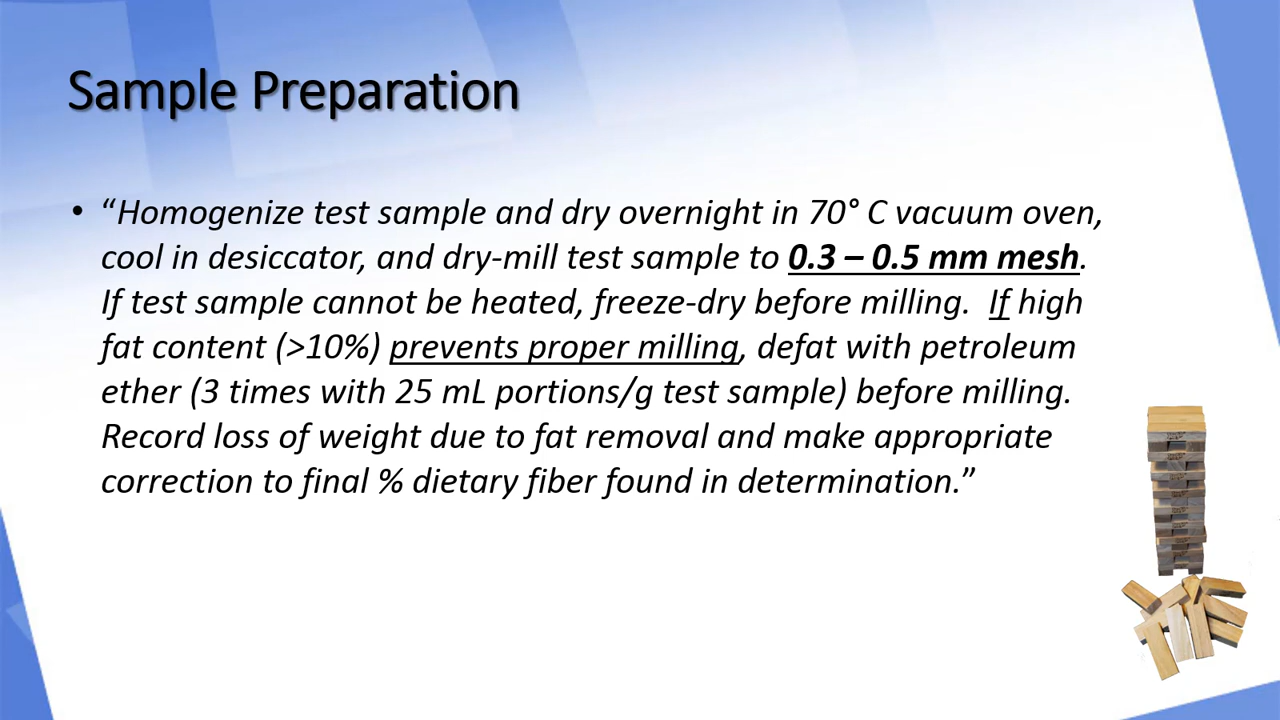 Sample Preparation
• “Homogenize test sample and dry overnight in 70° C vacuum oven,
cool in desiccator, and dry-mill test sample to 0.3 – 0.5 mm mesh.
If test sample cannot be heated, freeze-dry before milling.  If high
fat content (>10%) prevents proper milling, defat with petroleum
ether (3 times with 25 mL portions/g test sample) before milling.
Record loss of weight due to fat removal and make appropriate
correction to final % dietary fiber found in determination.”